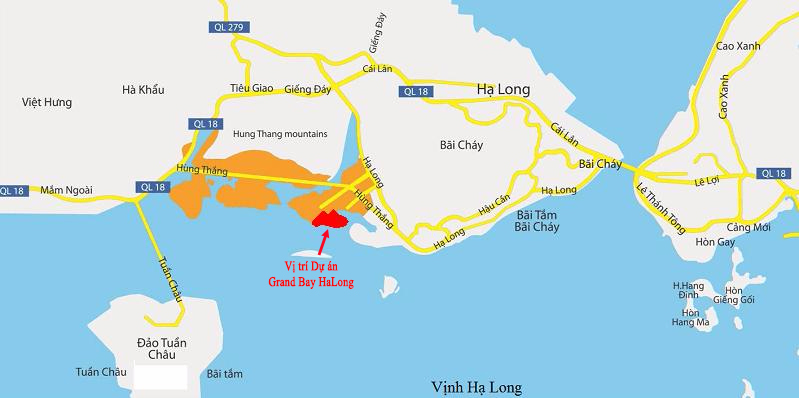 QL 279
Giếng Đáy
Cao Xanh
Cái Lân
Cao Xanh
Tiêu Giao
Giếng Đáy
QL 18
Hạ Long
Hà Khẩu
Việt Hưng
QL 18
Hung Thang mountains
Cái Lân
Bãi Cháy
Bãi Cháy
Hùng Thắng
Hạ Long
QL 18
Lê Lợi
QL 18
Mắm Ngoài
QL 18
Hùng Thắng
Hậu Cần
Hạ Long
Lê Thánh Tông
Bãi Tắm
Bãi Cháy
Cảng Mới
Hạ Long
Hòn Gay
Vị trí Dự án
Grand Bay HaLong
Tuần Châu
H.Hang
Đình
Hòn
Giếng Gối
Hòn
Hang Ma
Đảo Tuần
Châu
Tuần Châu
Bãi tắm
Vịnh Hạ Long